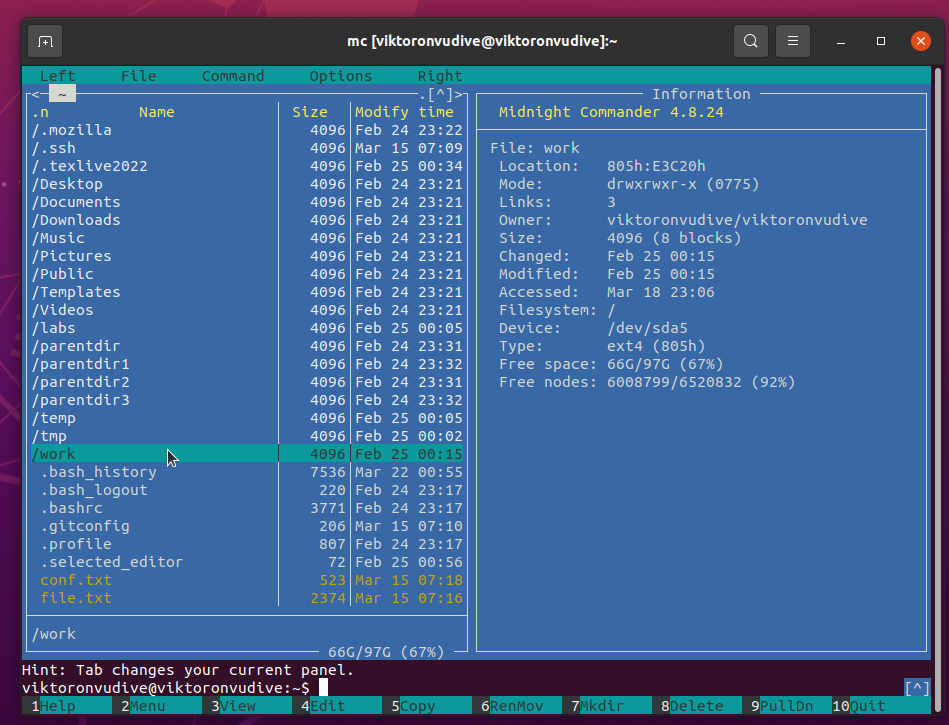 mc [viktoronvudive@viktoronvudive]:~
Left File Command Options Right
<- ~ .[^]>
.n Name Size Modify time
/.mozilla 4096 Feb 24 23:22
/.ssh 4096 Mar 15 07:09
/.texlive2022 4096 Feb 25 00:34
/Desktop 4096 Feb 24 23:21
/Documents 4096 Feb 24 23:21
/Downloads 4096 Feb 24 23:21
/Music 4096 Feb 24 23:21
/Pictures 4096 Feb 24 23:21
/Public 4096 Feb 24 23:21
/Templates 4096 Feb 24 23:21
/Videos 4096 Feb 24 23:21
/labs 4096 Feb 25 00:05
/parentdir 4096 Feb 24 23:31
/parentdir1 4096 Feb 24 23:32
/parentdir2 4096 Feb 24 23:31
/parentdir3 4096 Feb 24 23:32
/temp 4096 Feb 25 00:05
/tmp 4096 Feb 25 00:02
/work 4096 Feb 25 00:15
.bash_history 7536 Mar 22 00:55
.bash_logout 220 Feb 24 23:17
.bashrc 3771 Feb 24 23:17
.gitconfig 206 Mar 15 07:10
.profile 807 Feb 24 23:17
.selected_editor 72 Feb 25 00:56
conf.txt 523 Mar 15 07:18
file.txt 2374 Mar 15 07:16
/work
66G/97G (67%)
Information
Midnight Commander 4.8.24
File: work
Location: 805h:E3C20h
Mode: drwxrwxr-x (0775)
Links: 3
Owner: viktoronvudive/viktoronvudive
Size: 4096 (8 blocks)
Changed: Feb 25 00:15
Modified: Feb 25 00:15
Accessed: Mar 18 23:06
Filesystem: /
Device: /dev/sda5
Type: ext4 (805h)
Free space: 66G/97G (67%)
Free nodes: 6008799/6520832 (92%)
Hint: Tab changes your current panel.
viktoronvudive@viktoronvudive:~$ [^]
1Help 2Menu 3View 4Edit 5Copy 6RenMov 7Mkdir 8Delete 9PullDn 10Quit